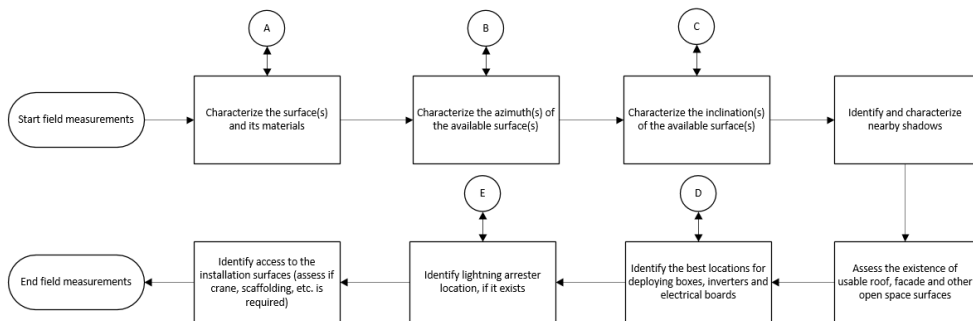 A
B
C
Start field measurements
Characterize the surface(s)
and its materials
Characterize the azimuth(s) of
the available surface(s)
Characterize the inclination(s)
of the available surface(s)
Identify and characterize
nearby shadows
E
D
End field measurements
Identify access to the
installation surfaces (assess if
crane, scaffolding, etc. is
required)
Identify lightning arrester
location, if it exists
Identify the best locations for
deploying boxes, inverters and
electrical boards
Assess the existence of
usable roof, facade and other
open space surfaces